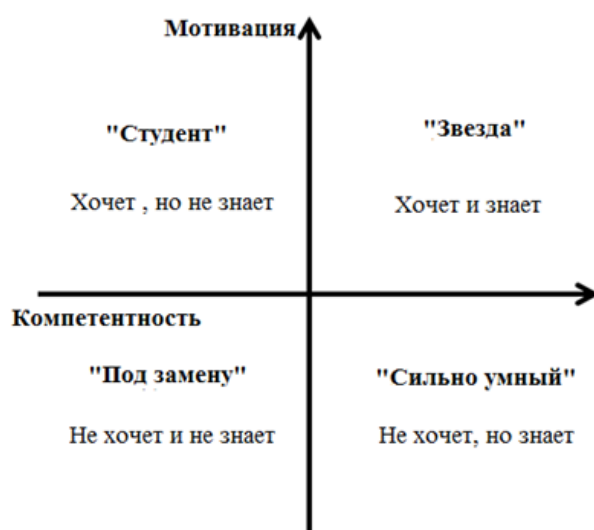 Мотивация
"Студент"
"Звезда"
Хочет , но не знает
Хочет и знает
Компетентность
"Под замену"
"Сильно умный"
Не хочет и не знает
Не хочет, но знает